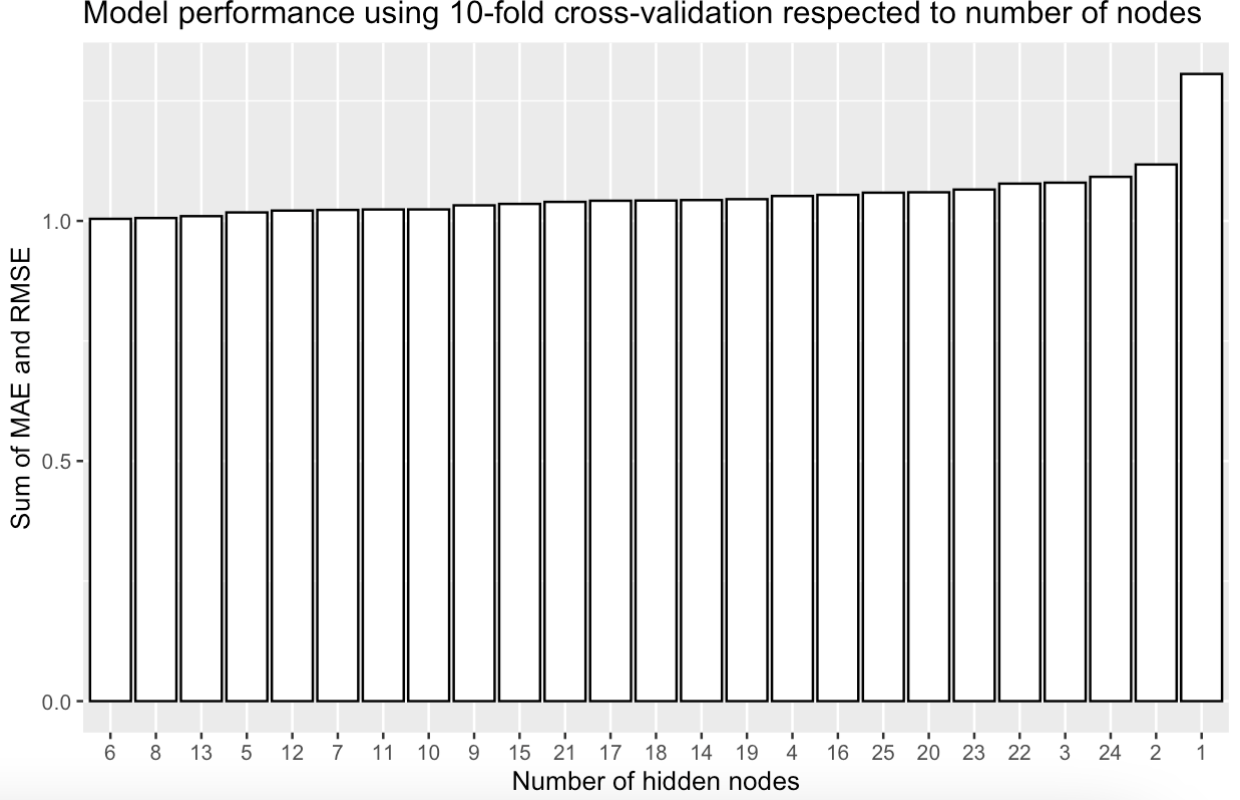 Model performance using 10-fold cross-validation respected to number of nodes
Sum of MAE and RMSE
1.0
0.5
0.0
6 8 13 5 12 7 11 10 9 15 21 17 18 14 19 4 16 25 20 23 22 3 24 2 1
Number of hidden nodes